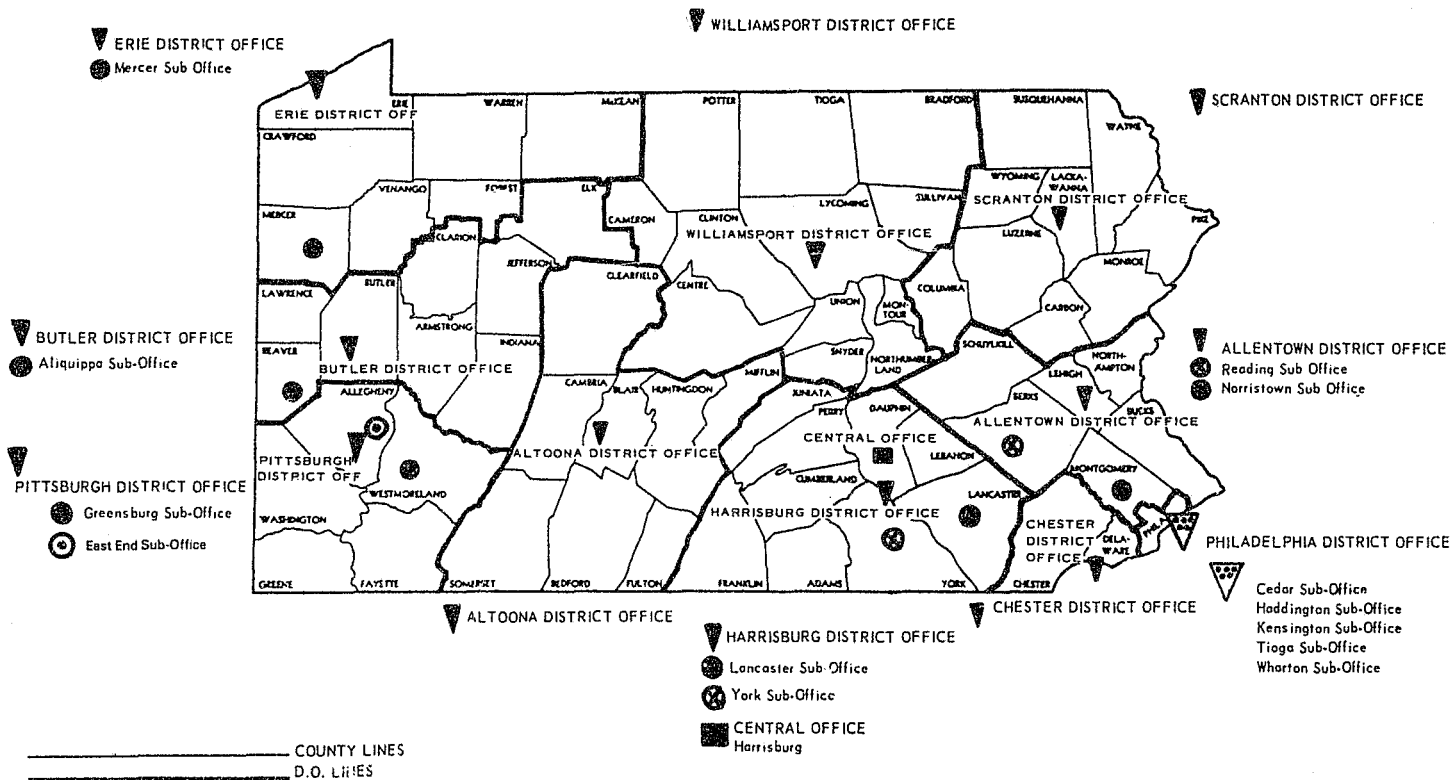 WILLIAMSPORT DISTRICT OFFICE
ERIE DISTRICT OFFICE
Mercer Sub Office
SCRANTON DISTRICT OFFICE
ERIE
WARREN
McKEAN
POTTER
TIOGA
BRADFORD
SUSQUEHANNA
WAYNE
ERIE DISTRICT OFF
CRAWFORD
VENANGO
FOREST
ELK
WYOMING
LACKA-
WANNA
MERCER
CAMERON
CLINTON
LYCOMING
SULLIVAN
SCRANTON DISTRICT OFFICE
PIKE
CLARION
WILLIAMSPORT DISTRICT OFFICE
LUZERNE
JEFFERSON
CLEARFIELD
CENTRE
MONROE
LAWRENCE
BUTLER
COLUMBIA
UNION
MON-
TOUR
CARBON
ARMSTRONG
BUTLER DISTRICT OFFICE
Aliquippa Sub-Office
BEAVER
INDIANA
SNYDER
NORTHUMBER
LAND
SCHUYLKILL
ALLENTOWN DISTRICT OFFICE
Reading Sub Office
Norristown Sub Office
BUTLER DISTRICT OFFICE
MIFFLIN
LEHIGH
NORTH-
AMPTON
ALLEGHENY
CAMBRIA
BLAIR
HUNTINGDON
JUNIATA
PERRY
DAUPHIN
BERKS
BUCKS
ALLENTOWN DISTRICT OFFICE
CENTRAL OFFICE
PITTSBURGH
DISTRICT OFF
ALTOONA DISTRICT OFFICE
LEBANON
MONTGOMERY
PITTSBURGH DISTRICT OFFICE
Greensburg Sub-Office
East End Sub-Office
WESTMORELAND
CUMBERLAND
LANCASTER
HARRISBURG DISTRICT OFFICE
WASHINGTON
CHESTER
DISTRICT
OFFICE
DELA-
WARE
PHILA
PHILADELPHIA DISTRICT OFFICE
Cedar Sub-Office
Haddington Sub-Office
Kensington Sub-Office
Tioga Sub-Office
Wharton Sub-Office
GREENE
FAYETTE
SOMERSET
BEDFORD
FULTON
FRANKLIN
ADAMS
YORK
CHESTER
ALTOONA DISTRICT OFFICE
CHESTER DISTRICT OFFICE
HARRISBURG DISTRICT OFFICE
Lancaster Sub-Office
York Sub-Office
CENTRAL OFFICE
Harrisburg
COUNTY LINES
D.O. LINES